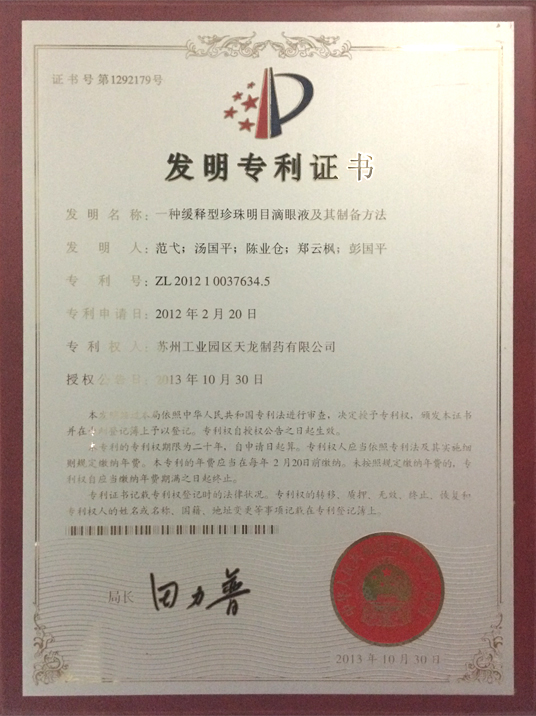 证书号第1292179号
发明专利证书
发明名称：一种缓释型珍珠明目滴眼液及其制备方法
发明人：范弋；汤国平；陈业仓；郑云枫；彭国平
专利号：ZL 2012 1 0037634.5
专利申请日：2012年2月20日
专利权人：苏州工业园区天龙制药有限公司
授权公告日：2013年10月30日
本发明经过本局依照中华人民共和国专利法进行审查，决定授予专利权，颁发本证书
并在专利登记簿上予以登记。专利权自授权公告之日起生效。
本专利的专利权期限为二十年，自申请日起算。专利权人应当依照专利法及其实施细
则规定缴纳年费。本专利的年费应当在每年2月20日前缴纳。未按照规定缴纳年费的，专
利权自应当缴纳年费期满之日起终止。
专利证书记载专利权登记时的法律状况。专利权的转移、质押、无效、终止、恢复和
专利权人的姓名或名称、国籍、地址变更等事项记载在专利登记簿上。
局长 田力普
2013年10月30日